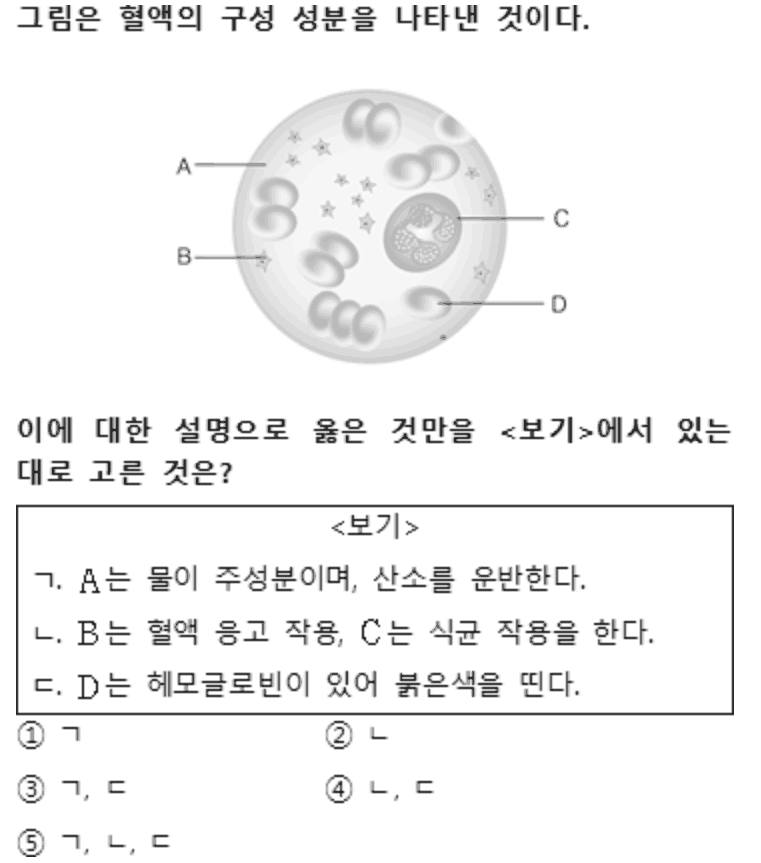 그림은 혈액의 구성 성분을 나타낸 것이다.
A
C
B
D
이에 대한 설명으로 옳은 것만을 <보기>에서 있는
대로 고른 것은?
<보기>
ㄱ. A는 물이 주성분이며, 산소를 운반한다.
ㄴ. B는 혈액 응고 작용, C는 식균 작용을 한다.
ㄷ. D는 헤모글로빈이 있어 붉은색을 띤다.
① ㄱ ② ㄴ
③ ㄱ, ㄷ ④ ㄴ, ㄷ
⑤ ㄱ, ㄴ, ㄷ